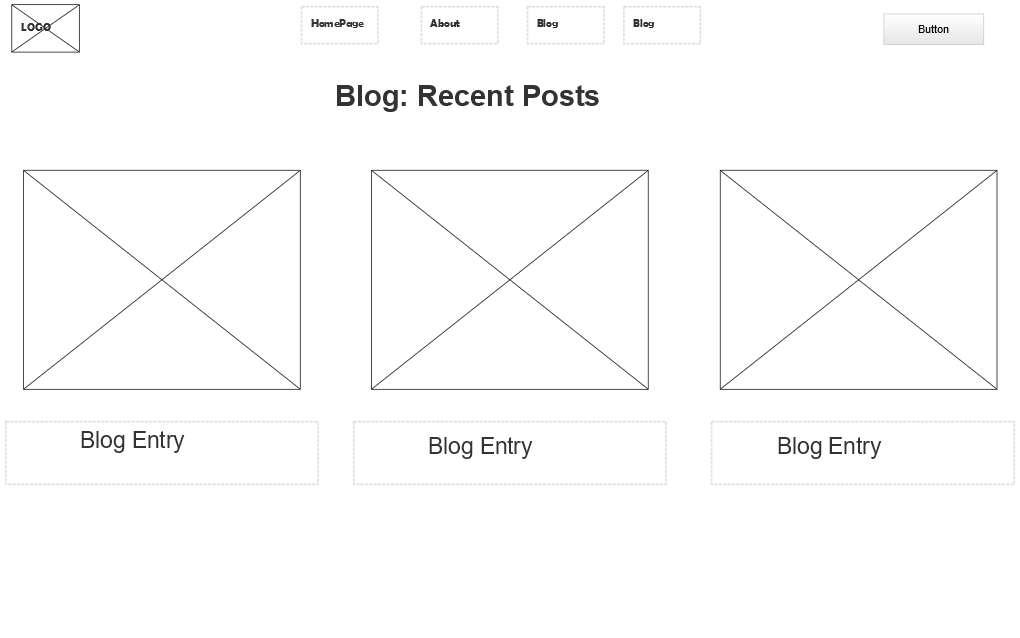 LOGO
HomePage
About
Blog
Blog
Button
Blog: Recent Posts
Blog Entry
Blog Entry
Blog Entry